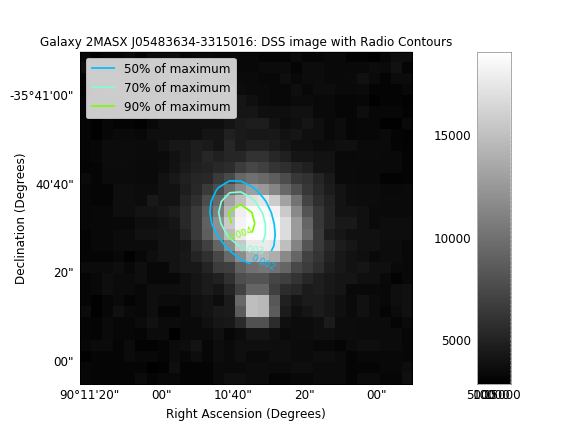 Galaxy 2MASX J05483634-3315016: DSS image with Radio Contours
50% of maximum
70% of maximum
90% of maximum
-35°41'00"
40'40"
20"
00"
Declination (Degrees)
90°11'20" 00" 10'40" 20" 00"
Right Ascension (Degrees)
15000
10000
5000